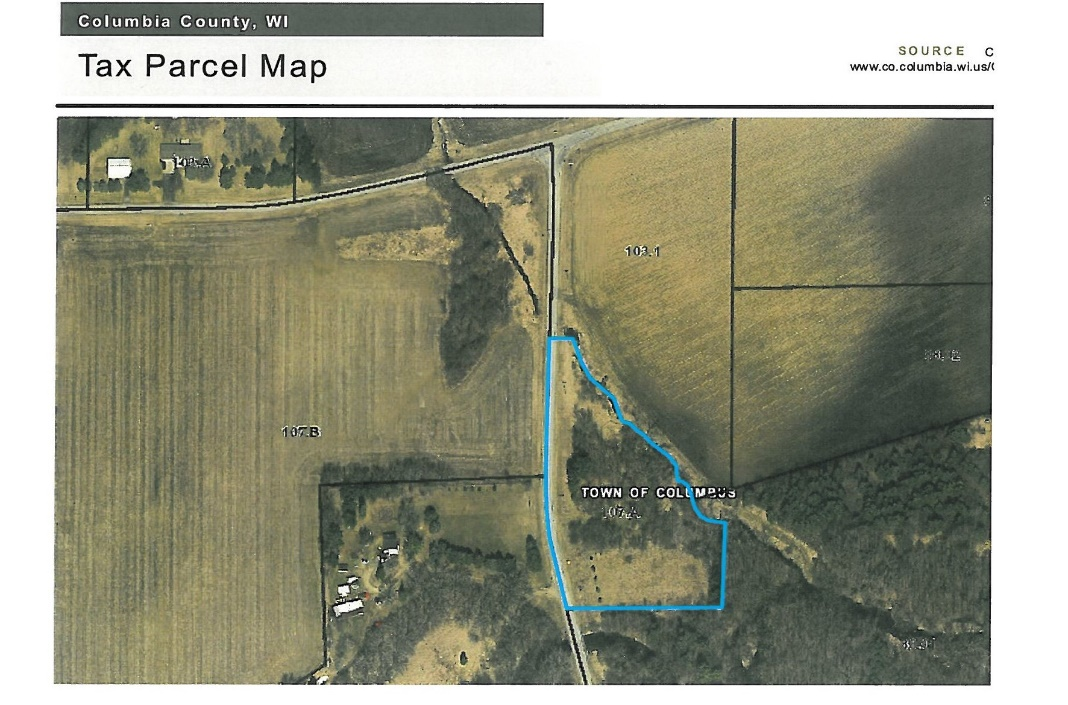 Columbia County, WI
Tax Parcel Map
SOURCE C
www.co.columbia.wi.us/
103.1
107.B
TOWN OF COLUMBUS
107.A